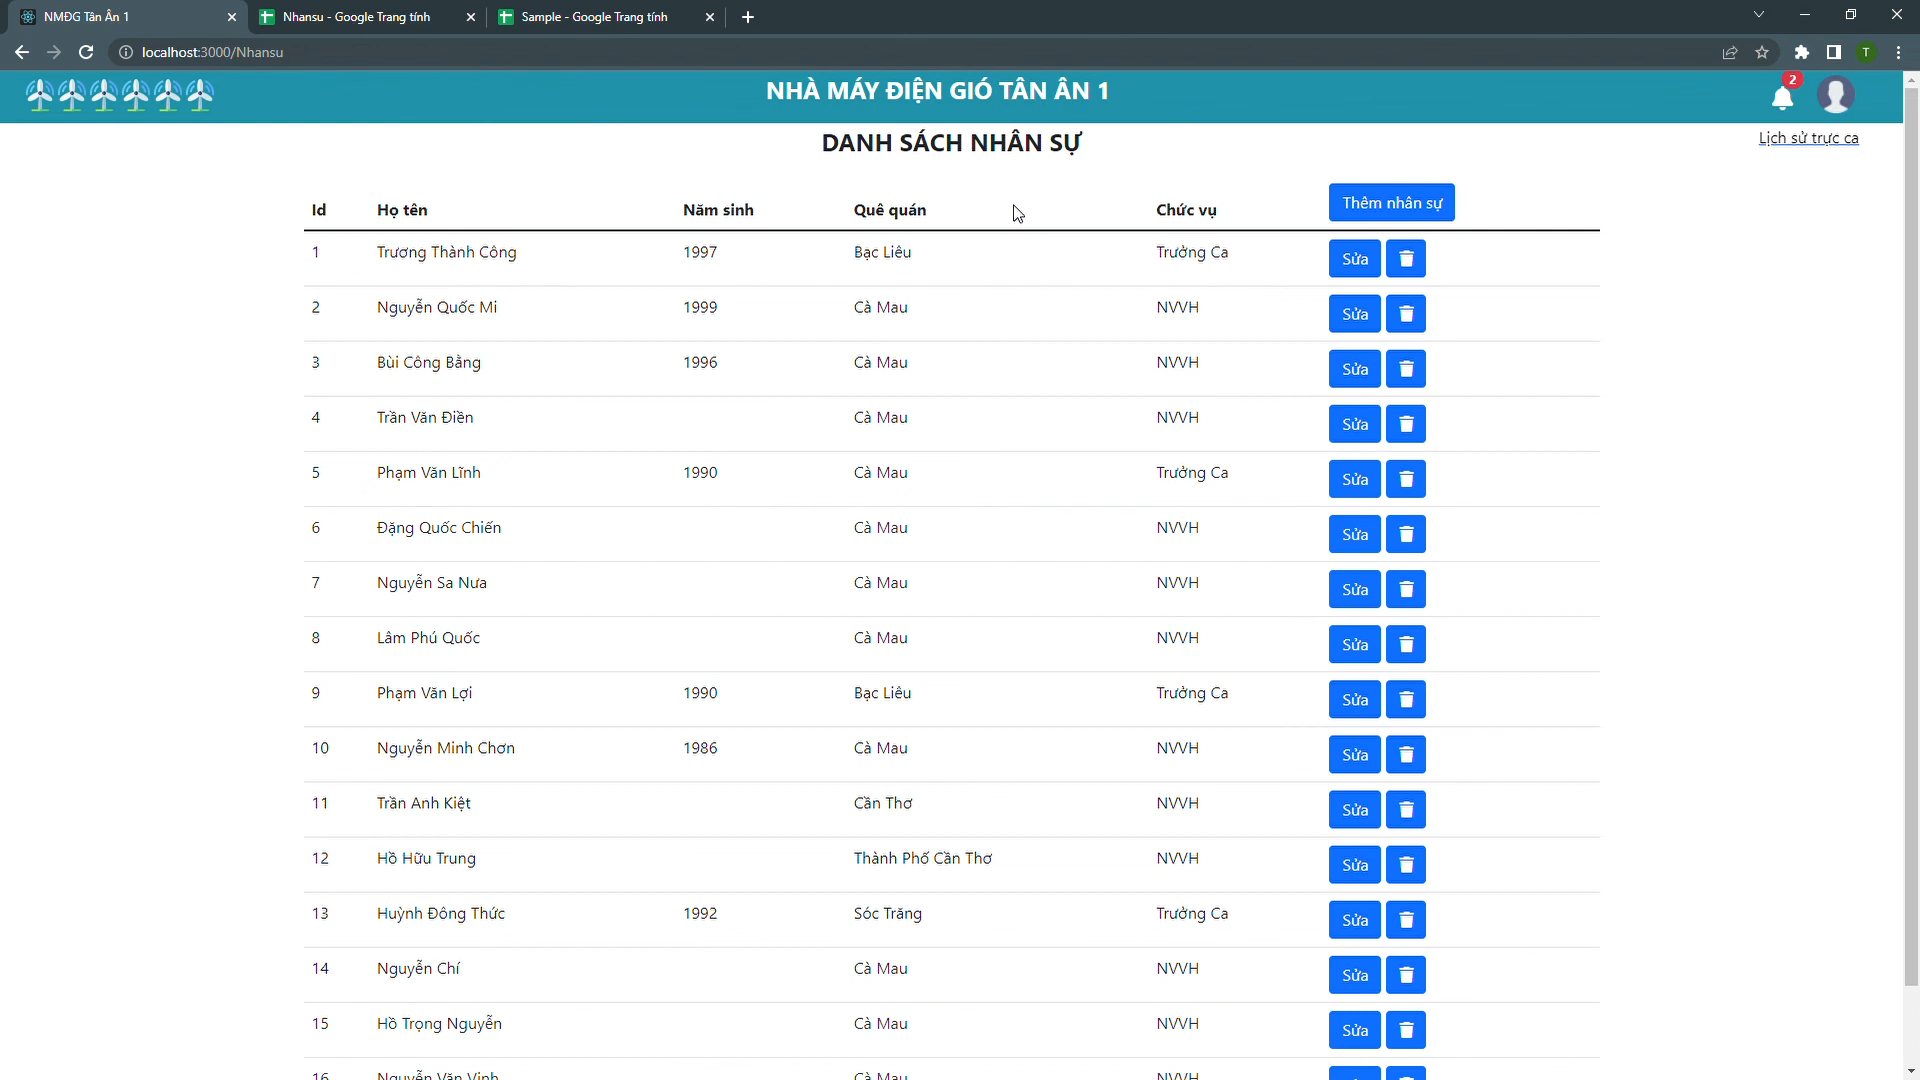 NMĐG Tân Ân 1
Nhansu - Google Trang tính
Sample - Google Trang tính
localhost:3000/Nhansu
T
NHÀ MÁY ĐIỆN GIÓ TÂN ÂN 1
2
DANH SÁCH NHÂN SỰ
Lịch sử trực ca
Id Họ tên Năm sinh Quê quán Chức vụ Thêm nhân sự
1 Trương Thành Công 1997 Bạc Liêu Trưởng Ca Sửa
2 Nguyễn Quốc Mi 1999 Cà Mau NVVH Sửa
3 Bùi Công Bằng 1996 Cà Mau NVVH Sửa
4 Trần Văn Điền Cà Mau NVVH Sửa
5 Phạm Văn Lĩnh 1990 Cà Mau Trưởng Ca Sửa
6 Đặng Quốc Chiến Cà Mau NVVH Sửa
7 Nguyễn Sa Nưa Cà Mau NVVH Sửa
8 Lâm Phú Quốc Cà Mau NVVH Sửa
9 Phạm Văn Lợi 1990 Bạc Liêu Trưởng Ca Sửa
10 Nguyễn Minh Chơn 1986 Cà Mau NVVH Sửa
11 Trần Anh Kiệt Cần Thơ NVVH Sửa
12 Hồ Hữu Trung Thành Phố Cần Thơ NVVH Sửa
13 Huỳnh Đông Thức 1992 Sóc Trăng Trưởng Ca Sửa
14 Nguyễn Chí Cà Mau NVVH Sửa
15 Hồ Trọng Nguyễn Cà Mau NVVH Sửa
16 Nguyễn Văn Vinh Cà Mau NVVH